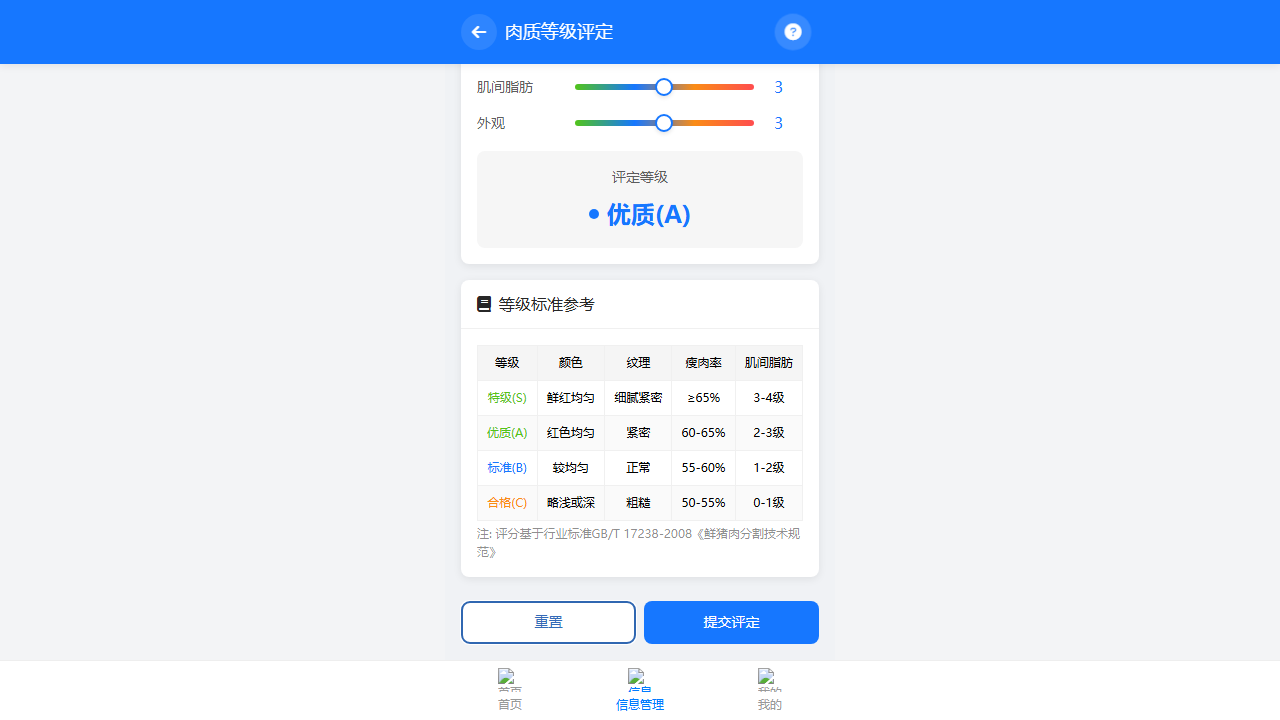 肉质等级评定
肌间脂肪 3
外观 3
评定等级
优质(A)
等级标准参考
等级 颜色 纹理 瘦肉率 肌间脂肪
特级(S) 鲜红均匀 细腻紧密 ≥65% 3-4级
优质(A) 红色均匀 紧密 60-65% 2-3级
标准(B) 较均匀 正常 55-60% 1-2级
合格(C) 略浅或深 粗糙 50-55% 0-1级
注: 评分基于行业标准GB/T 17238-2008《鲜猪肉分割技术规
范》
重置 提交评定
首页 信息 我的
首页 信息管理 我的